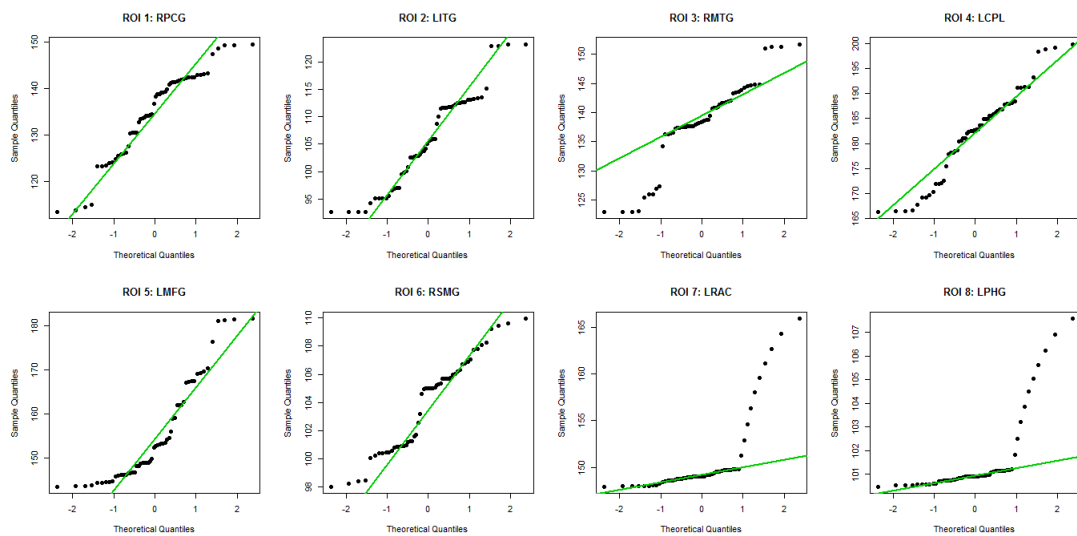 ROI 1: RPCG
Sample Quantiles
150
140
130
120
-2 -1 0 1 2
Theoretical Quantiles
ROI 2: LITG
Sample Quantiles
120
115
110
105
100
95
-2 -1 0 1 2
Theoretical Quantiles
ROI 3: RMTG
Sample Quantiles
150
145
140
135
130
125
-2 -1 0 1 2
Theoretical Quantiles
ROI 4: LCPL
Sample Quantiles
200
195
190
185
180
175
170
165
-2 -1 0 1 2
Theoretical Quantiles
ROI 5: LMFG
Sample Quantiles
180
170
160
150
-2 -1 0 1 2
Theoretical Quantiles
ROI 6: RSMG
Sample Quantiles
110
108
106
104
102
100
98
-2 -1 0 1 2
Theoretical Quantiles
ROI 7: LRAC
Sample Quantiles
165
160
155
150
-2 -1 0 1 2
Theoretical Quantiles
ROI 8: LPHG
Sample Quantiles
107
106
105
104
103
102
101
-2 -1 0 1 2
Theoretical Quantiles